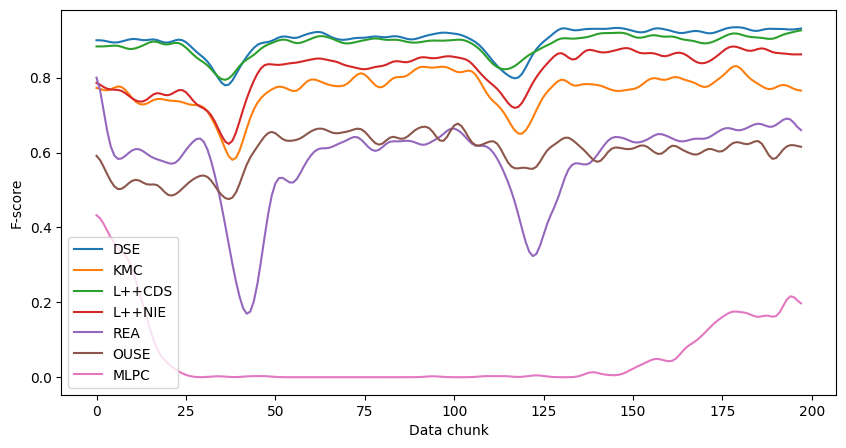 F-score
0.8
0.6
0.4
0.2
0.0
DSE
KMC
L++CDS
L++NIE
REA
OUSE
MLPC
0 25 50 75 100 125 150 175 200
Data chunk